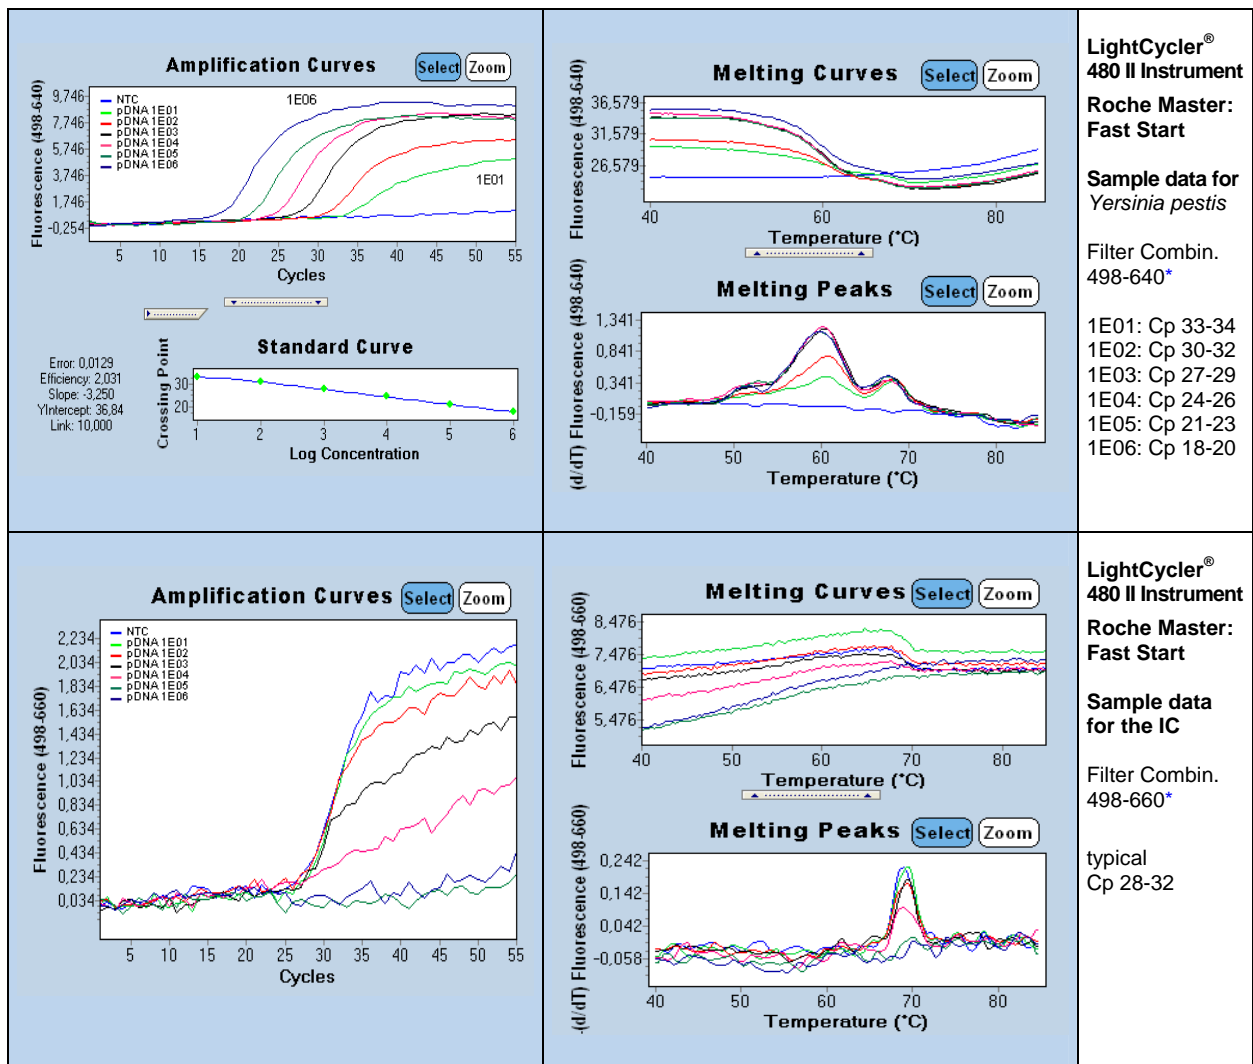 Amplification Curves
Select
Zoom
Fluorescence (498-640)
9,746
7,746
5,746
3,746
1,746
-0,254
NTC
pDNA 1E01
pDNA 1E02
pDNA 1E03
pDNA 1E04
pDNA 1E05
pDNA 1E06
1E06
1E01
5 10 15 20 25 30 35 40 45 50 55
Cycles
Error: 0,0129
Efficiency: 2,031
Slope: -3,250
YIntercept: 36,84
Link: 10,000
Standard Curve
Crossing Point
30
20
1 2 3 4 5 6
Log Concentration
Melting Curves
Select
Zoom
Fluorescence (498-640)
36,579
31,579
26,579
40 60 80
Temperature (°C)
Melting Peaks
Select
Zoom
(d/dT) Fluorescence (498-640)
1,341
0,841
0,341
-0,159
40 50 60 70 80
Temperature (°C)
LightCycler®
480 II Instrument
Roche Master:
Fast Start
Sample data for
Yersinia pestis
Filter Combin.
498-640*
1E01: Cp 33-34
1E02: Cp 30-32
1E03: Cp 27-29
1E04: Cp 24-26
1E05: Cp 21-23
1E06: Cp 18-20
Amplification Curves
Select
Zoom
Fluorescence (498-660)
2,234
2,034
1,834
1,634
1,434
1,234
1,034
0,834
0,634
0,434
0,234
0,034
NTC
pDNA 1E01
pDNA 1E02
pDNA 1E03
pDNA 1E04
pDNA 1E05
pDNA 1E06
5 10 15 20 25 30 35 40 45 50 55
Cycles
Melting Curves
Select
Zoom
Fluorescence (498-660)
8,476
7,476
6,476
5,476
40 50 60 70 80
Temperature (°C)
Melting Peaks
Select
Zoom
-(d/dT) Fluorescence (498-660)
0,242
0,142
0,042
-0,058
40 50 60 70 80
Temperature (°C)
LightCycler®
480 II Instrument
Roche Master:
Fast Start
Sample data
for the IC
Filter Combin.
498-660*
typical
Cp 28-32